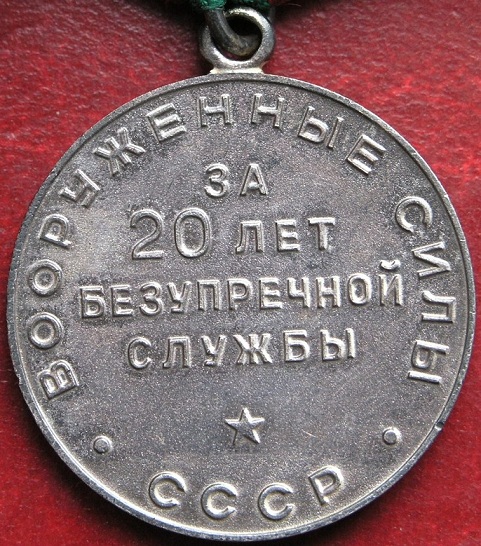 ВООРУЖЕННЫЕ СИЛЫ
ЗА
20 ЛЕТ
БЕЗУПРЕЧНОЙ
СЛУЖБЫ
СССР